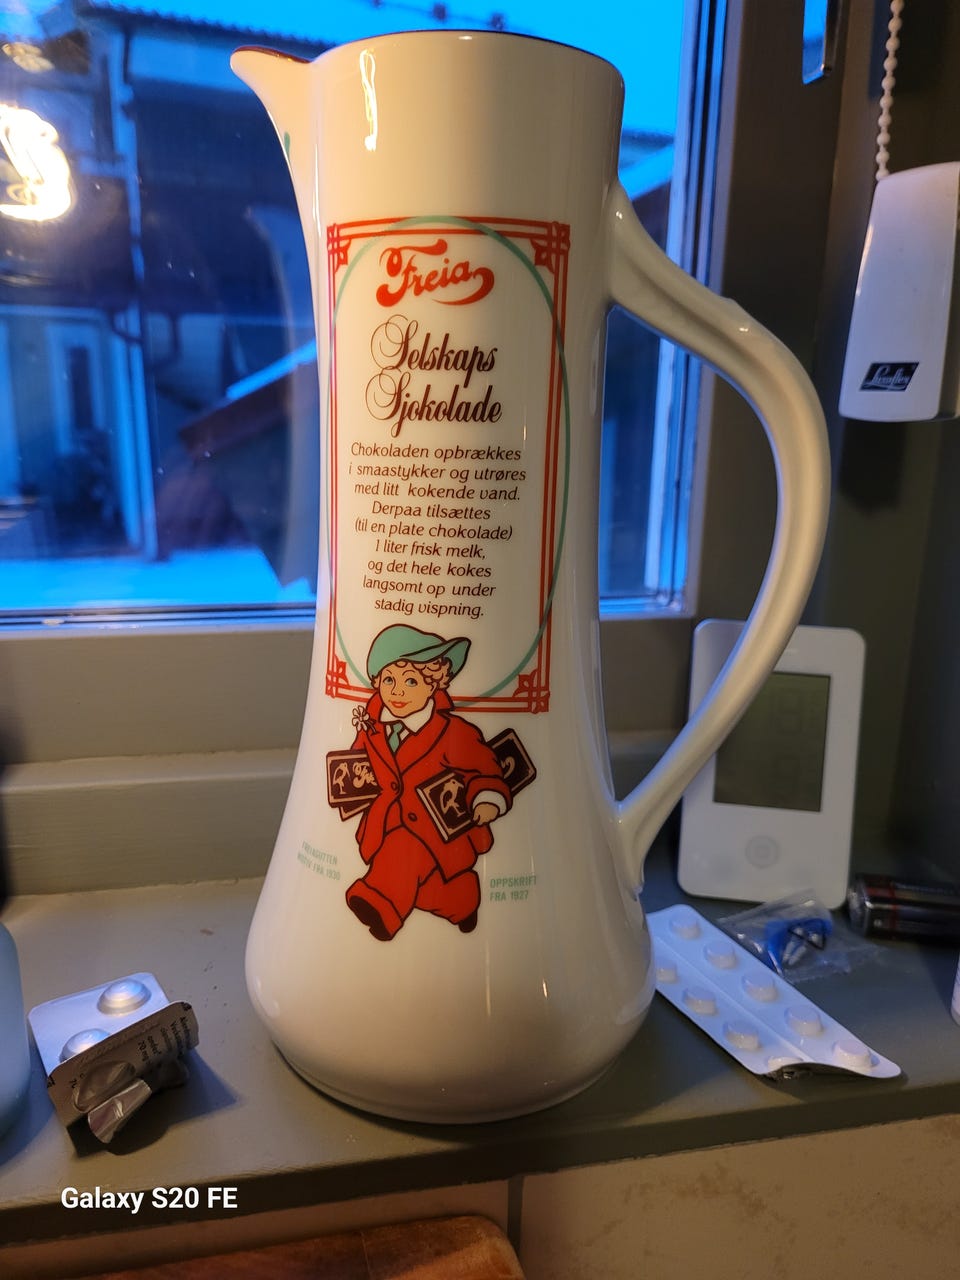 Freia
Selskaps
Sjokolade
Chokoladen opbrækkes
i smaastykker og utrøres
med litt kokende vand.
Derpaa tilsættes
(til en plate chokolade)
1 liter frisk melk,
og det hele kokes
langsomt op under
stadig vispning.
FREIAGUTTEN
MOTIV FRA 1930
OPPSKRIFT
FRA 1927
Luxaflex
Galaxy S20 FE